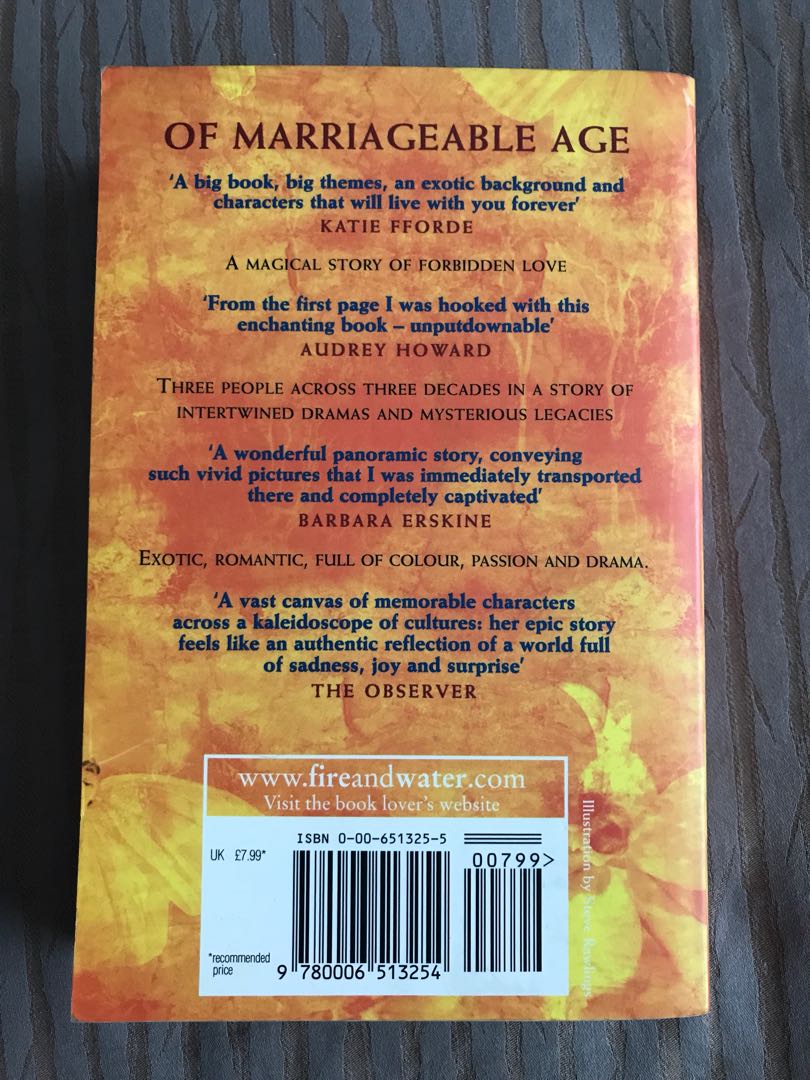 OF MARRIAGEABLE AGE
‘A big book, big themes, an exotic background and
characters that will live with you forever’
KATIE FFORDE
A MAGICAL STORY OF FORBIDDEN LOVE
‘From the first page I was hooked with this
enchanting book – unputdownable’
AUDREY HOWARD
THREE PEOPLE ACROSS THREE DECADES IN A STORY OF
INTERTWINED DRAMAS AND MYSTERIOUS LEGACIES
‘A wonderful panoramic story, conveying
such vivid pictures that I was immediately transported
there and completely captivated’
BARBARA ERSKINE
EXOTIC, ROMANTIC, FULL OF COLOUR, PASSION AND DRAMA.
‘A vast canvas of memorable characters
across a kaleidoscope of cultures: her epic story
feels like an authentic reflection of a world full
of sadness, joy and surprise’
THE OBSERVER
www.fireandwater.com
Visit the book lover's website
ISBN 0-00-651325-5
UK £7.99*
00799>
*recommended
price
9 780006 513254
Illustration by Steve Rawlings